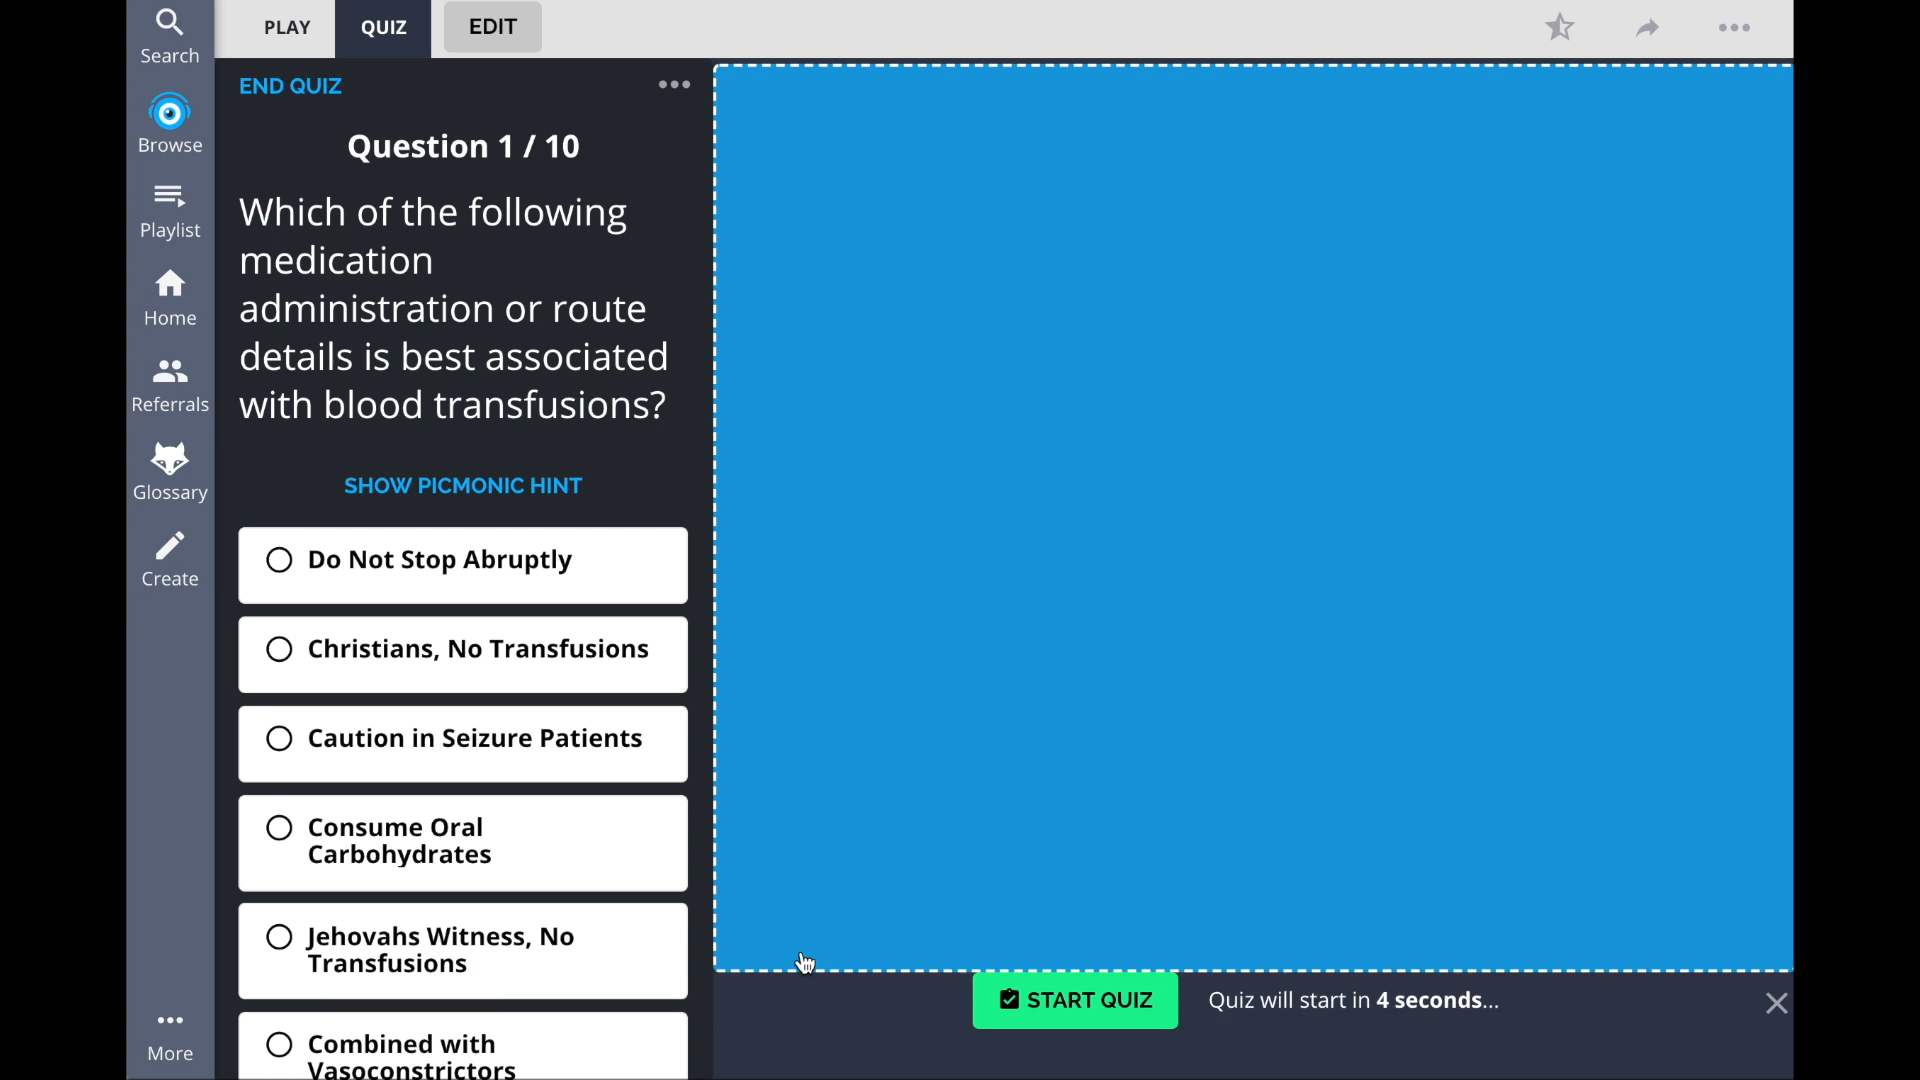 Search
Browse
Playlist
Home
Referrals
Glossary
Create
More
PLAY
QUIZ
EDIT
END QUIZ
Question 1 / 10
Which of the following
medication
administration or route
details is best associated
with blood transfusions?
SHOW PICMONIC HINT
Do Not Stop Abruptly
Christians, No Transfusions
Caution in Seizure Patients
Consume Oral
Carbohydrates
Jehovahs Witness, No
Transfusions
Combined with
Vasoconstrictors
START QUIZ
Quiz will start in 4 seconds...